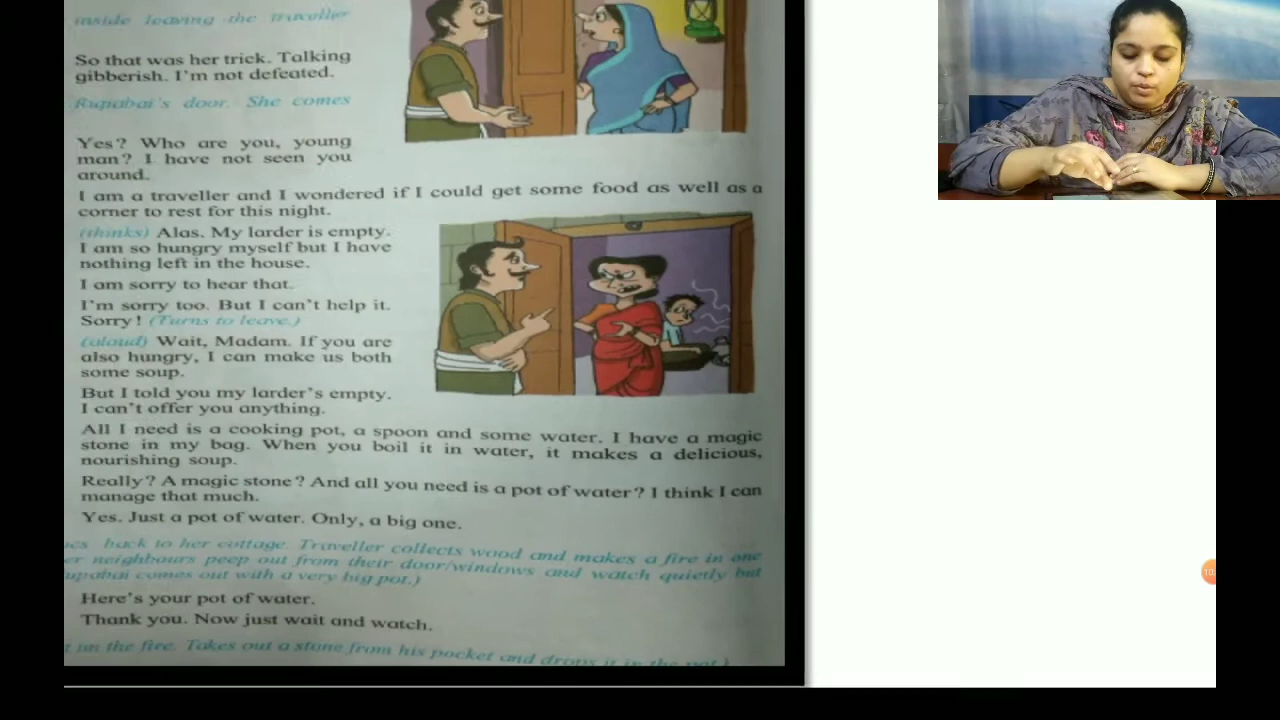 inside leaving the traveller
So that was her trick. Talking
gibberish. I'm not defeated.
Rupabai's door. She comes
Yes? Who are you, young
man? I have not seen you
around.
I am a traveller and I wondered if I could get some food as well as a
corner to rest for this night.
(thinks) Alas. My larder is empty.
I am so hungry myself but I have
nothing left in the house.
I am sorry to hear that.
I'm sorry too. But I can't help it.
Sorry! (Turns to leave.)
(aloud) Wait, Madam. If you are
also hungry, I can make us both
some soup.
But I told you my larder's empty.
I can't offer you anything.
All I need is a cooking pot, a spoon and some water. I have a magic
stone in my bag. When you boil it in water, it makes a delicious,
nourishing soup.
Really? A magic stone? And all you need is a pot of water? I think I can
manage that much.
Yes. Just a pot of water. Only, a big one.
back to her cottage. Traveller collects wood and makes a fire in one
neighbours peep out from their door/windows and watch quietly but
upabai comes out with a very big pot.)
Here's your pot of water.
Thank you. Now just wait and watch.
on the fire. Takes out a stone from his pocket and drops it in the pot.)